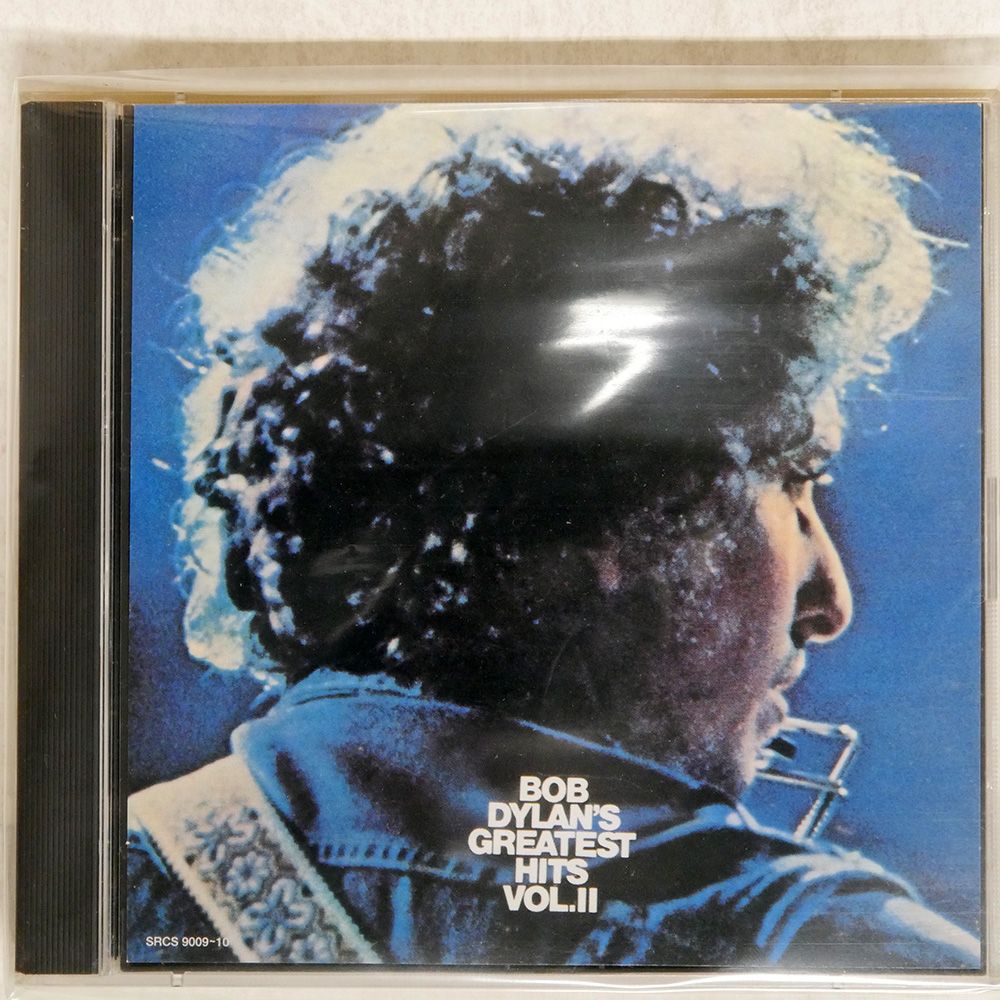 BOB
DYLAN'S
GREATEST
HITS
VOL.II
SRCS 9009~10